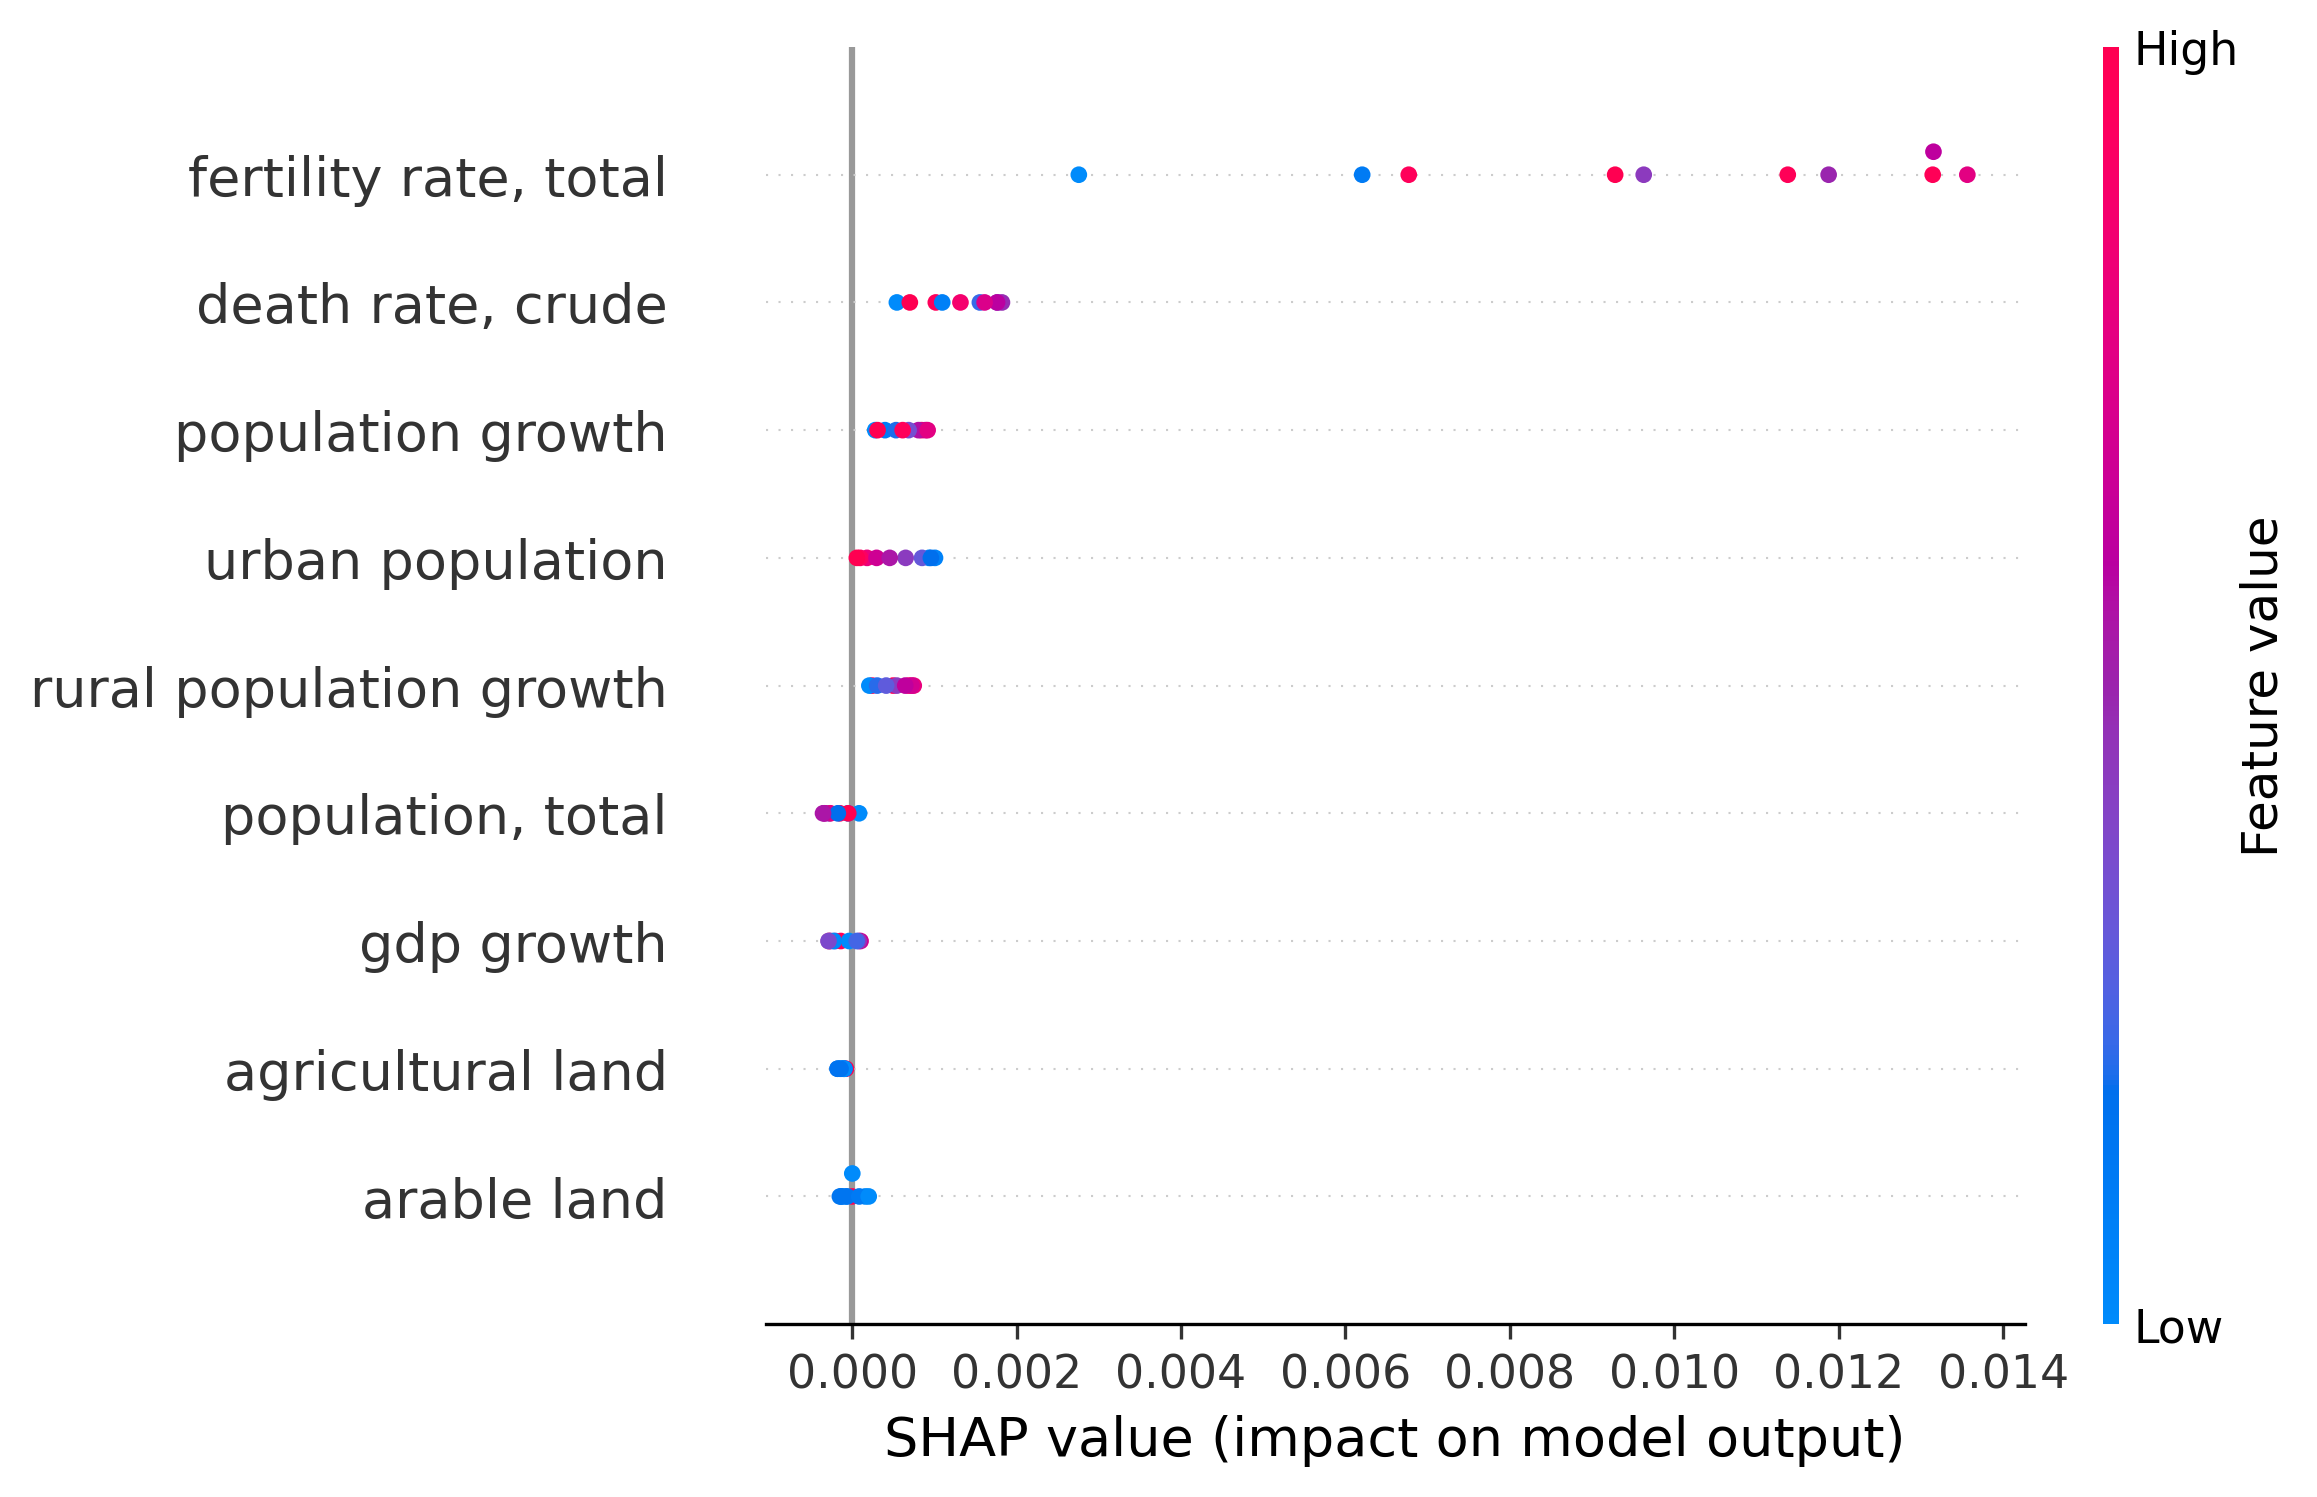 High
fertility rate, total
death rate, crude
population growth
urban population
rural population growth
population, total
gdp growth
agricultural land
arable land
Feature value
Low
0.000 0.002 0.004 0.006 0.008 0.010 0.012 0.014
SHAP value (impact on model output)